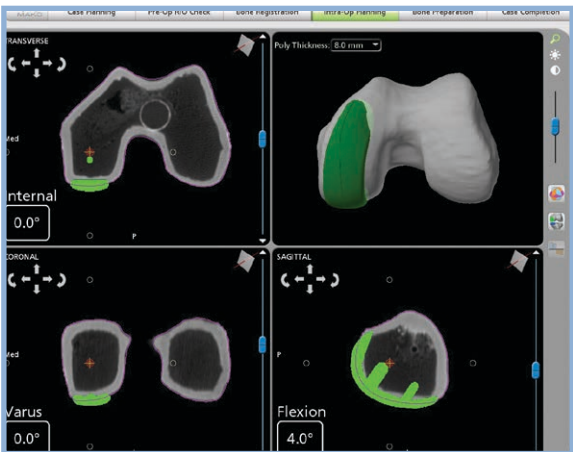 MAKO Case Planning Pre-Op R/O Check Bone Registration Intra-Op Planning Bone Preparation Case Completion
TRANSVERSE
Poly Thickness: 8.0 mm
Med
Internal
0.0°
P
CORONAL
SAGITTAL
Med
P
Varus
0.0°
Flexion
4.0°